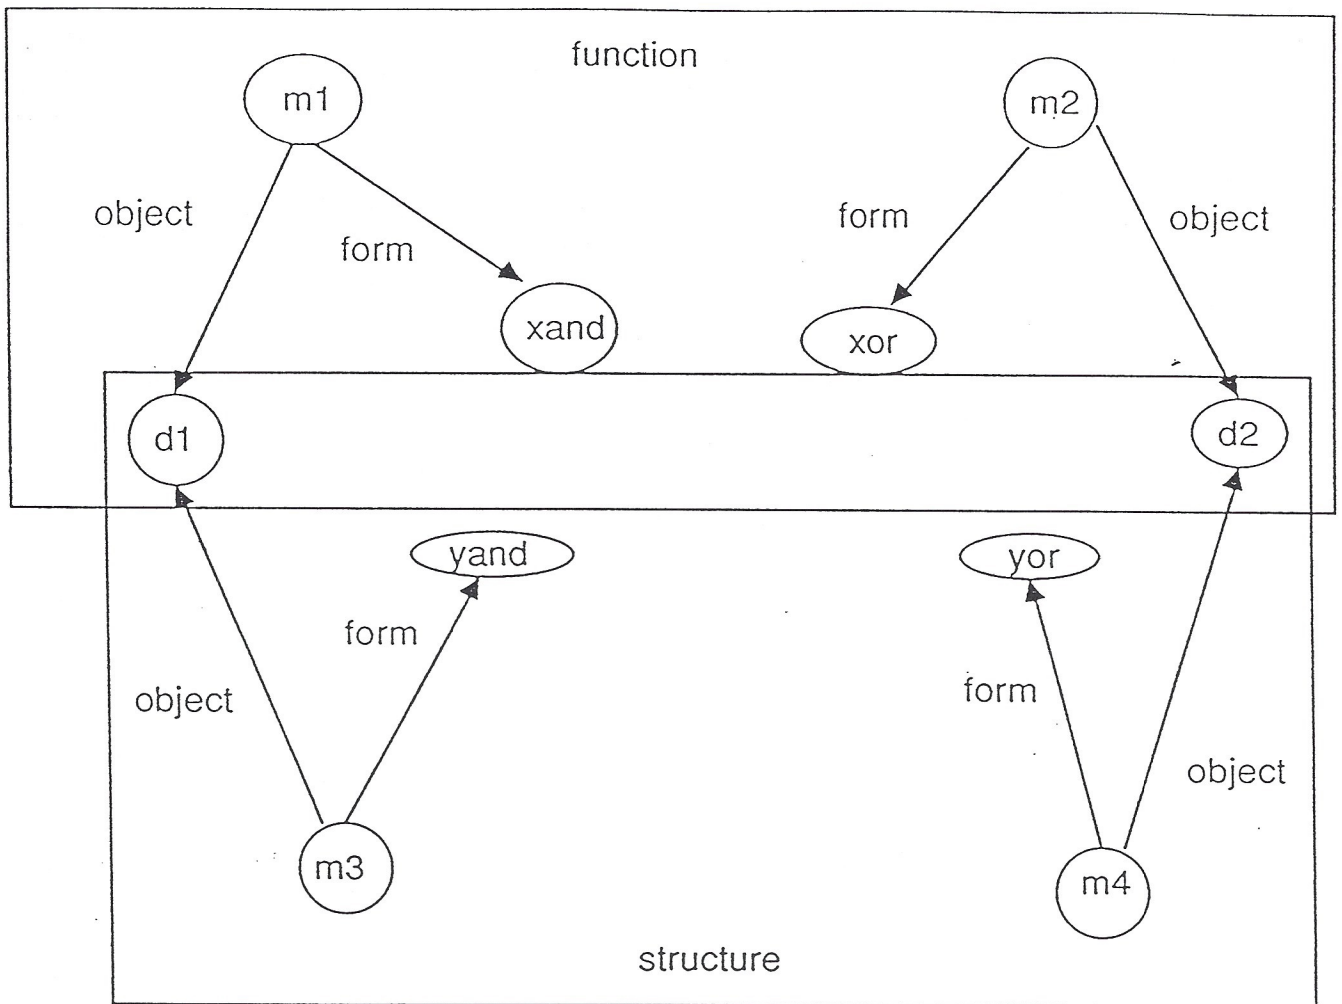 function
m1
m2
object
form
form
object
xand
xor
d1
d2
yand
yor
form
object
form
object
m3
m4
structure